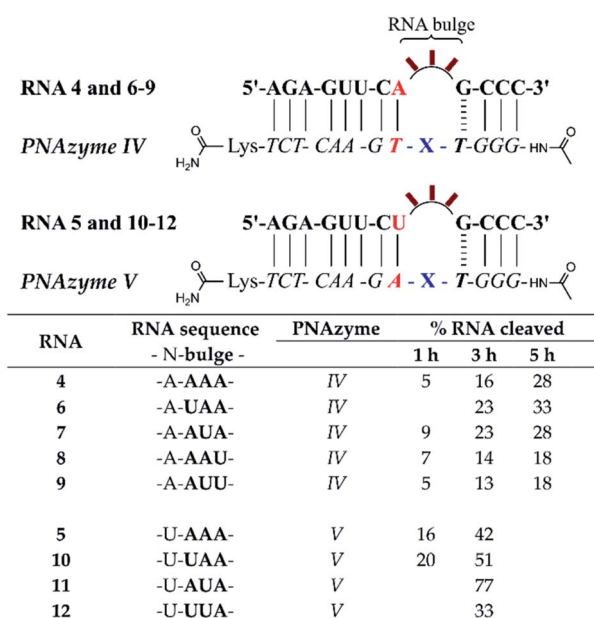 RNA bulge
RNA 4 and 6-9 5'-AGA-GUU-CA G-CCC-3'
PNAzyme IV H₂N O Lys-TCT- CAA -G T - X - T-GGG-HN O
RNA 5 and 10-12 5'-AGA-GUU-CU G-CCC-3'
PNAzyme V H₂N O Lys-TCT- CAA -G A - X - T-GGG-HN O
RNA RNA sequence - N-bulge - PNAzyme % RNA cleaved
1 h 3 h 5 h
4 -A-AAA- IV 5 16 28
6 -A-UAA- IV 23 33
7 -A-AUA- IV 9 23 28
8 -A-AAU- IV 7 14 18
9 -A-AUU- IV 5 13 18
5 -U-AAA- V 16 42
10 -U-UAA- V 20 51
11 -U-AUA- V 77
12 -U-UUA- V 33